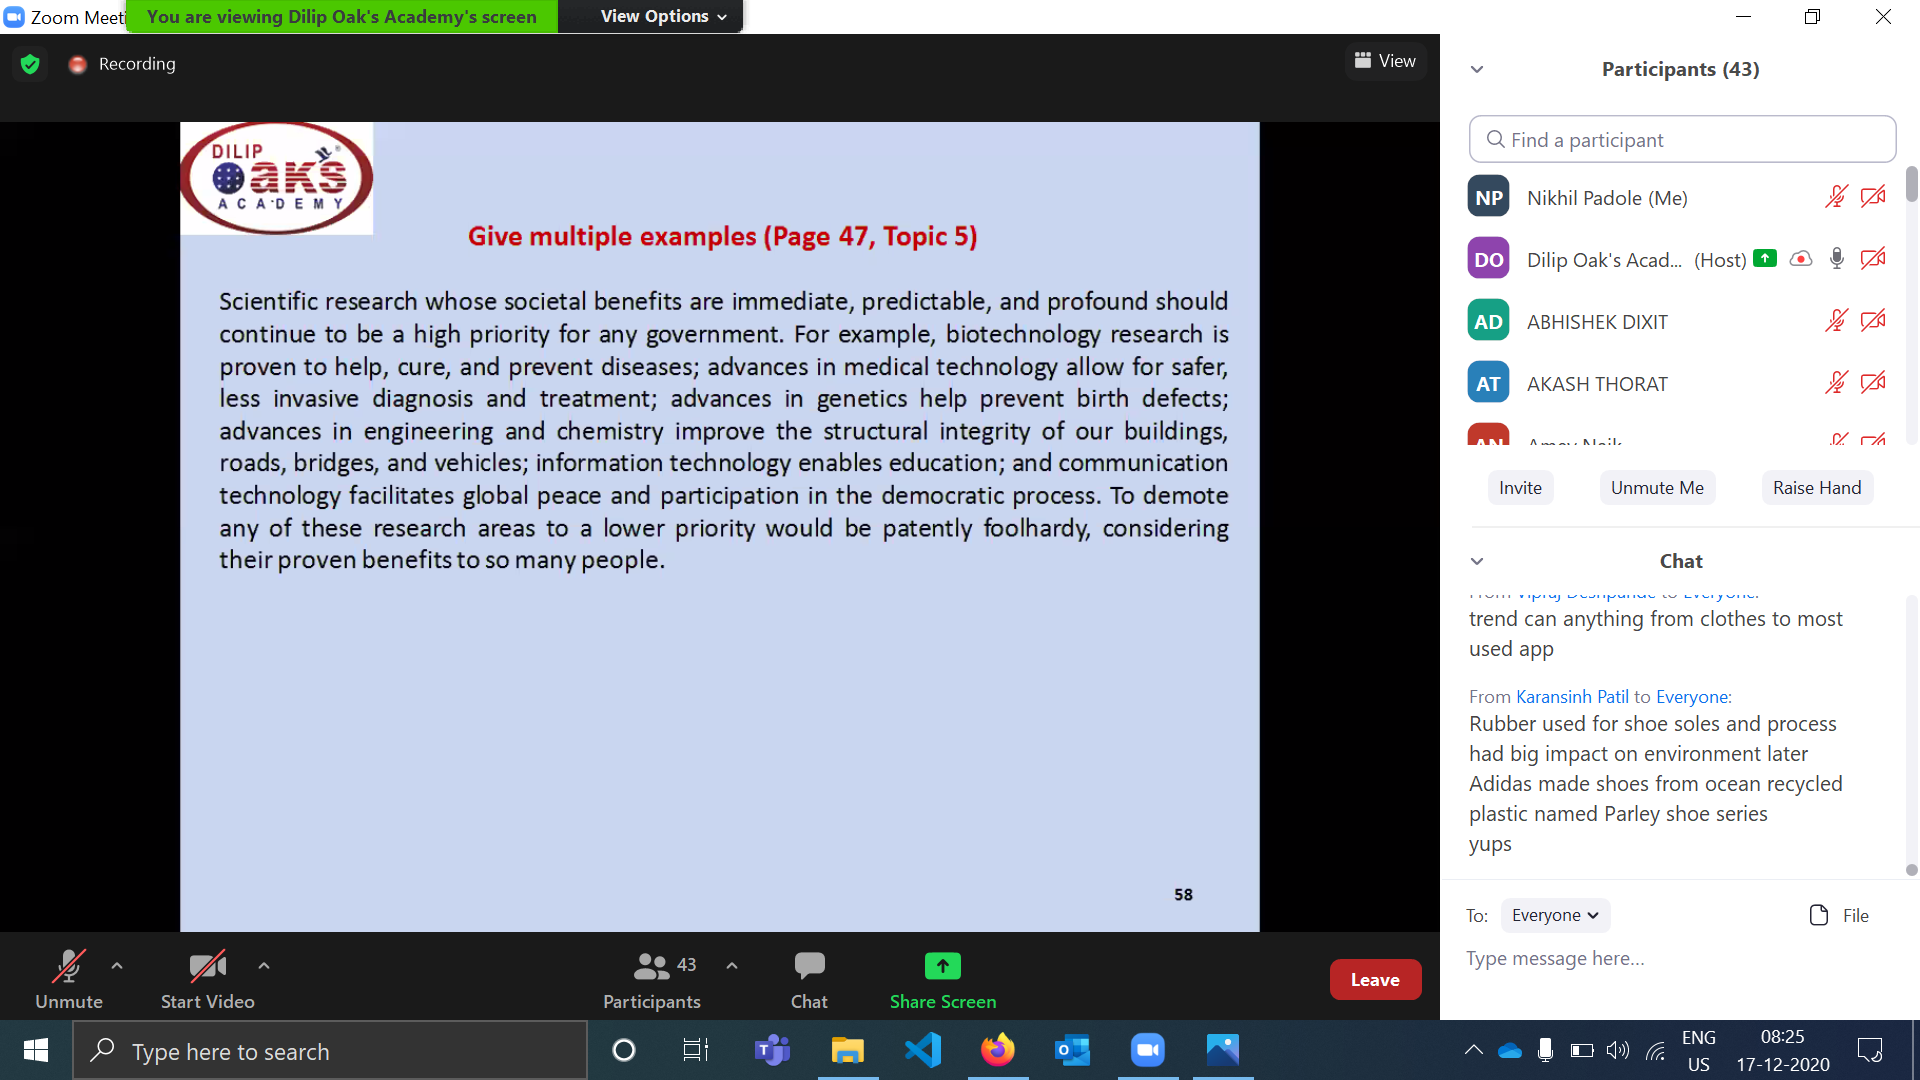 Zoom Meeti
You are viewing Dilip Oak's Academy's screen
View Options
Recording
View
DILIP
Oaks
ACADEMY
Give multiple examples (Page 47, Topic 5)
Scientific research whose societal benefits are immediate, predictable, and profound should
continue to be a high priority for any government. For example, biotechnology research is
proven to help, cure, and prevent diseases; advances in medical technology allow for safer,
less invasive diagnosis and treatment; advances in genetics help prevent birth defects;
advances in engineering and chemistry improve the structural integrity of our buildings,
roads, bridges, and vehicles; information technology enables education; and communication
technology facilitates global peace and participation in the democratic process. To demote
any of these research areas to a lower priority would be patently foolhardy, considering
their proven benefits to so many people.
58
Participants (43)
Find a participant
NP Nikhil Padole (Me)
DO Dilip Oak's Acad... (Host)
AD ABHISHEK DIXIT
AT AKASH THORAT
AN Amey Naik
Invite
Unmute Me
Raise Hand
Chat
From Vipraj Deshpande to Everyone:
trend can anything from clothes to most
used app
From Karansinh Patil to Everyone:
Rubber used for shoe soles and process
had big impact on environment later
Adidas made shoes from ocean recycled
plastic named Parley shoe series
yups
To: Everyone
File
Type message here...
Unmute
Start Video
43
Participants
Chat
Share Screen
Leave
Type here to search
ENG
US
08:25
17-12-2020